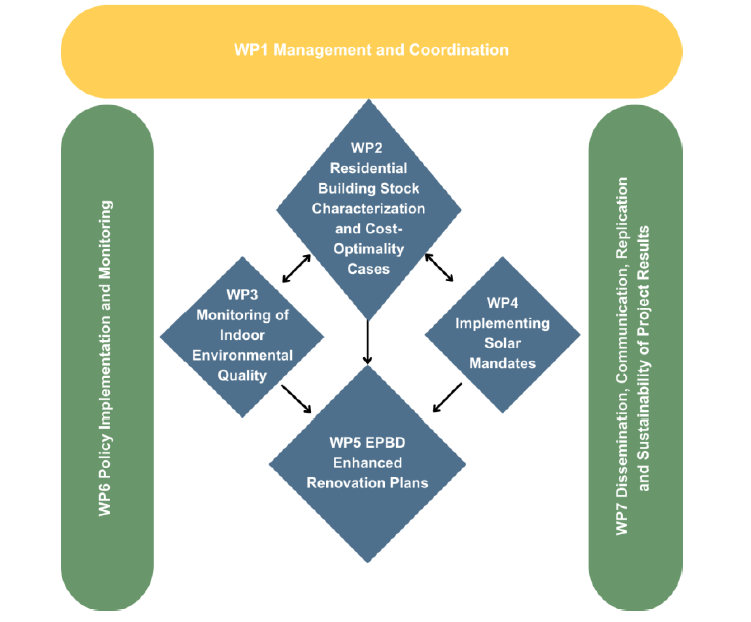 WP1 Management and Coordination
WP2
Residential
Building Stock
Characterization
and Cost-
Optimality
Cases
WP3
Monitoring of
Indoor
Environmental
Quality
WP4
Implementing
Solar
Mandates
WP5 EPBD
Enhanced
Renovation Plans
WP6 Policy Implementation and Monitoring
WP7 Dissemination, Communication, Replication
and Sustainability of Project Results